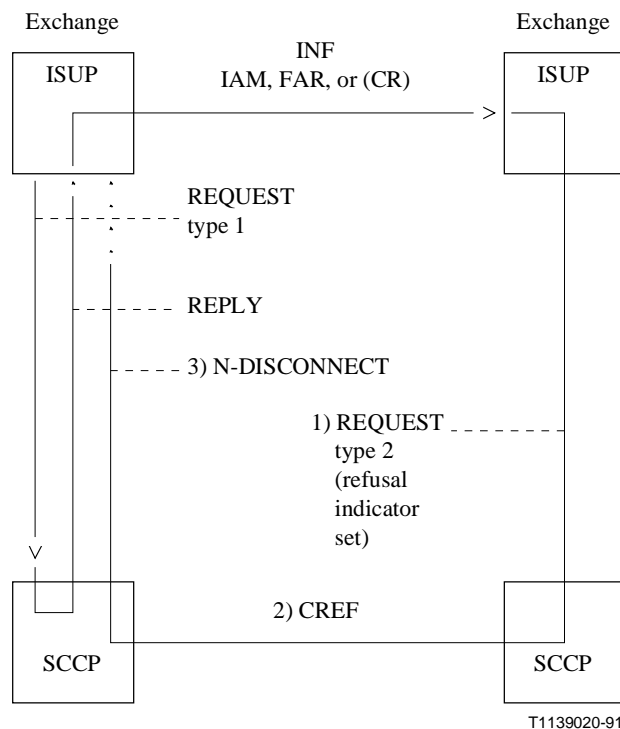 Exchange
Exchange
ISUP
INF
IAM, FAR, or (CR)
ISUP
REQUEST
type 1
REPLY
3) N-DISCONNECT
1) REQUEST
type 2
(refusal
indicator
set)
2) CREF
SCCP
SCCP
T1139020-91